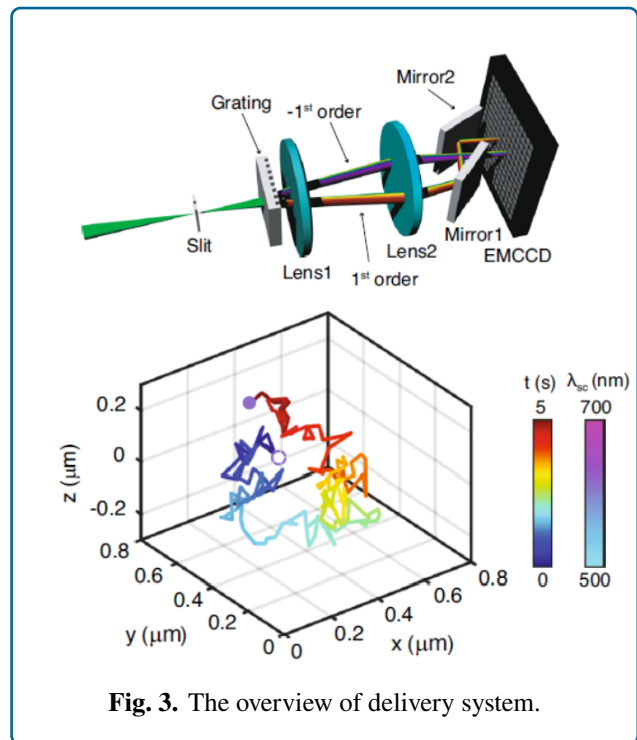 Mirror2
Grating
-1st order
Slit
Lens2
Mirror1
Lens1
1st order
EMCCD
t (s) λsc (nm)
5 700
0.2
0
-0.2
z (μm)
0 500
0.8
0.6
0.4
0.2
0
y (μm)
0
0.2
0.4
0.6
0.8
x (μm)
Fig. 3. The overview of delivery system.